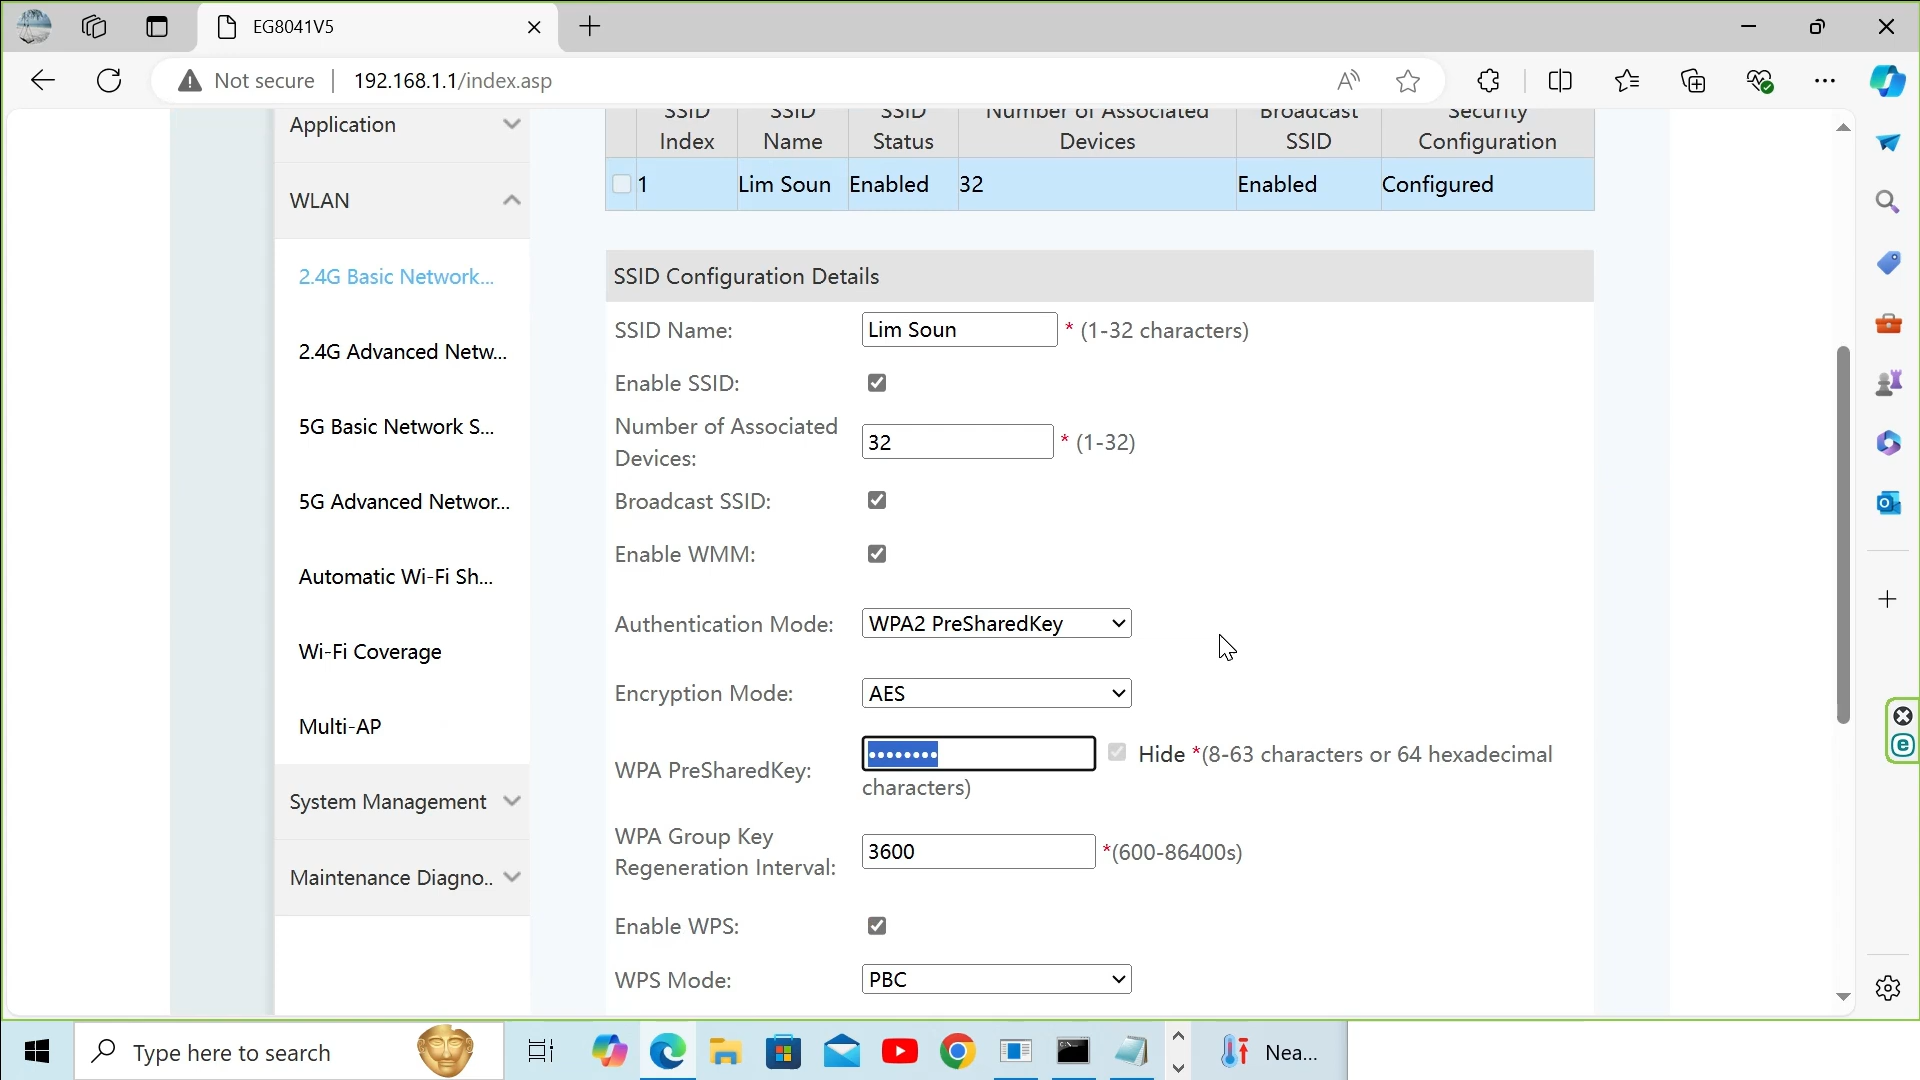 EG8041V5
Not secure
192.168.1.1/index.asp
Application
SSID Index
SSID Name
SSID Status
Number of Associated Devices
Broadcast SSID
Security Configuration
1
Lim Soun
Enabled
32
Enabled
Configured
WLAN
2.4G Basic Network...
2.4G Advanced Netw...
5G Basic Network S...
5G Advanced Networ...
Automatic Wi-Fi Sh...
Wi-Fi Coverage
Multi-AP
System Management
Maintenance Diagno..
SSID Configuration Details
SSID Name:
Lim Soun
* (1-32 characters)
Enable SSID:
Number of Associated
Devices:
32
* (1-32)
Broadcast SSID:
Enable WMM:
Authentication Mode:
WPA2 PreSharedKey
Encryption Mode:
AES
WPA PreSharedKey:
••••••••
Hide *(8-63 characters or 64 hexadecimal
characters)
WPA Group Key
Regeneration Interval:
3600
*(600-86400s)
Enable WPS:
WPS Mode:
PBC
Type here to search
Nea...